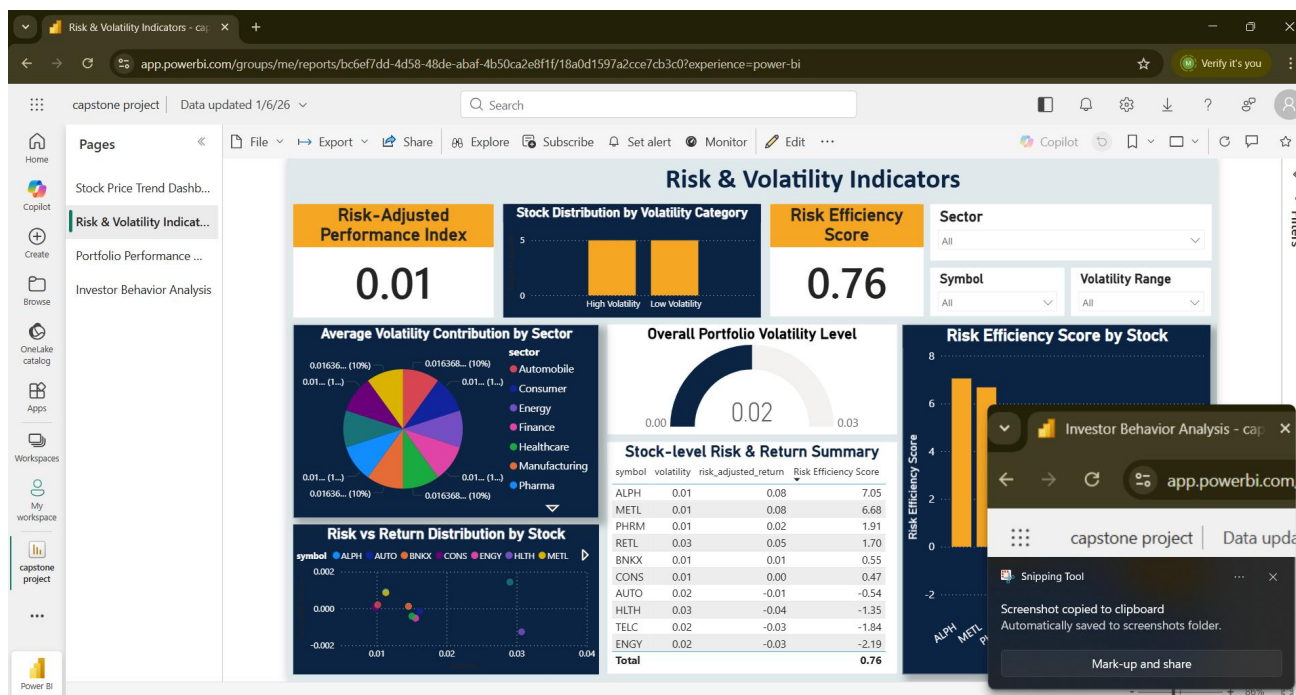 Risk & Volatility Indicators - cap
app.powerbi.com/groups/me/reports/bc6ef7dd-4d58-48de-abaf-4b50ca2e8f1f/18a0d1597a2cce7cb3c0?experience=power-bi
Verify it's you
capstone project
Data updated 1/6/26
Search
Home
Copilot
Create
Browse
OneLake
catalog
Apps
Workspaces
My
workspace
capstone
project
Power BI
Pages
Stock Price Trend Dashb...
Risk & Volatility Indicat...
Portfolio Performance ...
Investor Behavior Analysis
File
Export
Share
Explore
Subscribe
Set alert
Monitor
Edit
Copilot
Filters
Risk & Volatility Indicators
Risk-Adjusted
Performance Index
0.01
Stock Distribution by Volatility Category
5
0
High Volatility
Low Volatility
Risk Efficiency
Score
0.76
Sector
All
Symbol
All
Volatility Range
All
Average Volatility Contribution by Sector
0.01636... (10%)
0.016368... (10%)
0.01... (1...)
0.01... (1...)
0.01... (1...)
0.01... (1...)
0.01636... (10%)
0.016368... (10%)
sector
Automobile
Consumer
Energy
Finance
Healthcare
Manufacturing
Pharma
Overall Portfolio Volatility Level
0.00
0.02
0.03
Risk vs Return Distribution by Stock
symbol ALPH AUTO BNKX CONS ENGY HLTH METL
0.002
0.000
-0.002
0.01 0.02 0.03 0.04
Stock-level Risk & Return Summary
symbol volatility risk_adjusted_return Risk Efficiency Score
ALPH 0.01 0.08 7.05
METL 0.01 0.08 6.68
PHRM 0.01 0.02 1.91
RETL 0.03 0.05 1.70
BNKX 0.01 0.01 0.55
CONS 0.01 0.00 0.47
AUTO 0.02 -0.01 -0.54
HLTH 0.03 -0.04 -1.35
TELC 0.02 -0.03 -1.84
ENGY 0.02 -0.03 -2.19
Total 0.76
Risk Efficiency Score by Stock
Risk Efficiency Score
8
6
4
2
0
-2
ALPH
METL
Investor Behavior Analysis - cap
app.powerbi.com
capstone project
Data upda
Snipping Tool
Screenshot copied to clipboard
Automatically saved to screenshots folder.
Mark-up and share
86%